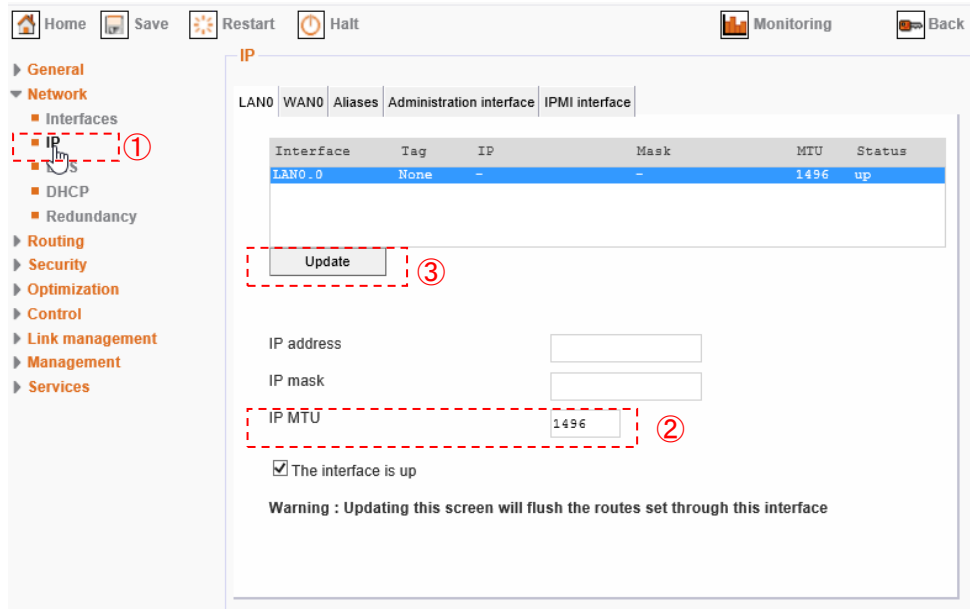 Home Save Restart Halt Monitoring Back
IP
General
Network
Interfaces
IP ①
DHCP
Redundancy
Routing
Security
Optimization
Control
Link management
Management
Services
LAN0 WAN0 Aliases Administration interface IPMI interface
Interface Tag IP Mask MTU Status
LAN0.0 None - - 1496 up
Update ③
IP address
IP mask
IP MTU 1496 ②
The interface is up
Warning : Updating this screen will flush the routes set through this interface